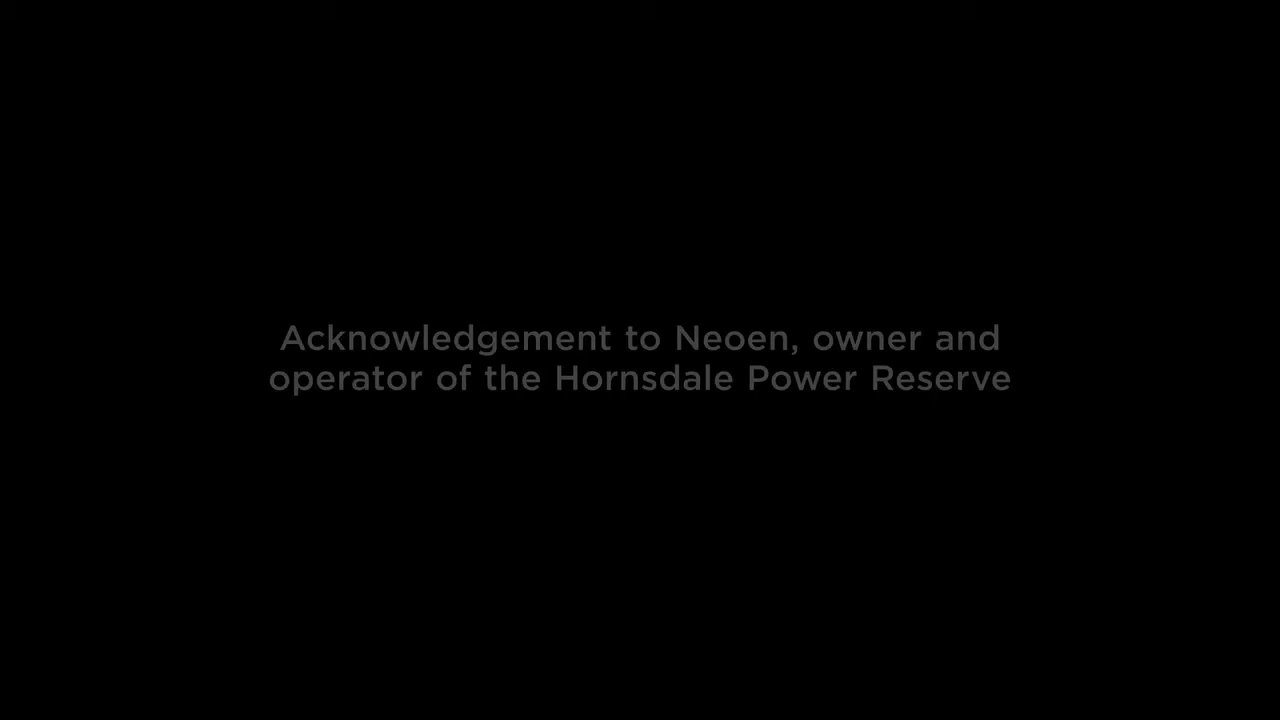 Acknowledgement to Neoen, owner and
operator of the Hornsdale Power Reserve